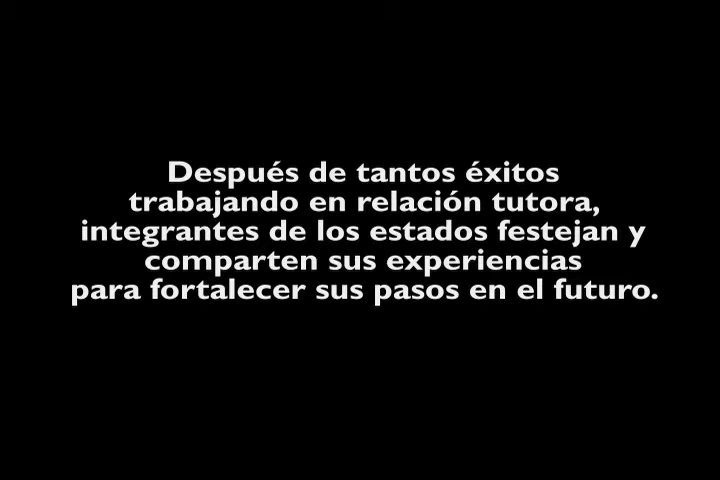 Después de tantos éxitos
trabajando en relación tutora,
integrantes de los estados festejan y
comparten sus experiencias
para fortalecer sus pasos en el futuro.